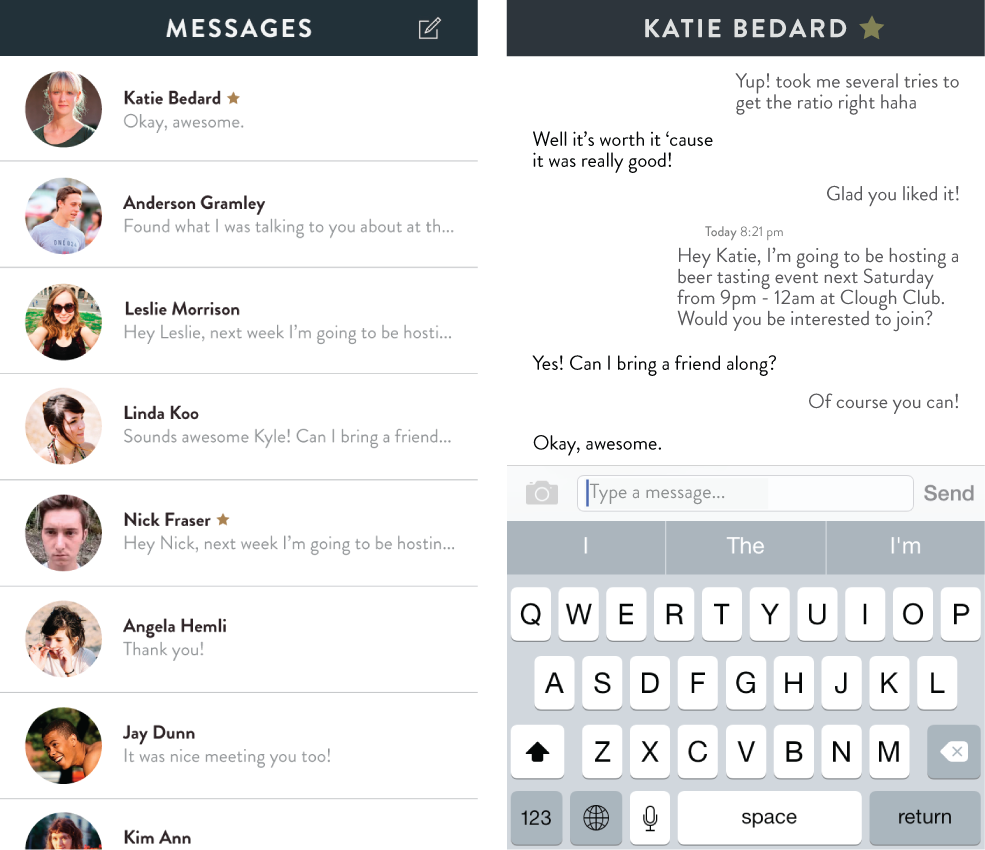 MESSAGES
Katie Bedard
Okay, awesome.
Anderson Gramley
Found what I was talking to you about at th...
Leslie Morrison
Hey Leslie, next week I’m going to be hosti...
Linda Koo
Sounds awesome Kyle! Can I bring a friend...
Nick Fraser
Hey Nick, next week I’m going to be hostin...
Angela Hemli
Thank you!
Jay Dunn
It was nice meeting you too!
Kim Ann
KATIE BEDARD
Yup! took me several tries to
get the ratio right haha
Well it’s worth it ‘cause
it was really good!
Glad you liked it!
Today 8:21 pm
Hey Katie, I’m going to be hosting a
beer tasting event next Saturday
from 9pm - 12am at Clough Club.
Would you be interested to join?
Yes! Can I bring a friend along?
Of course you can!
Okay, awesome.
Type a message...
Send
I The I'm
Q W E R T Y U I O P
A S D F G H J K L
Z X C V B N M
123 space return